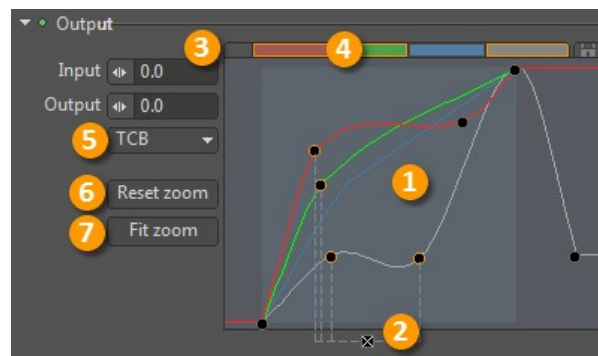 Output
3
4
Input 0.0
Output 0.0
5 TCB
1
6 Reset zoom
7 Fit zoom
2